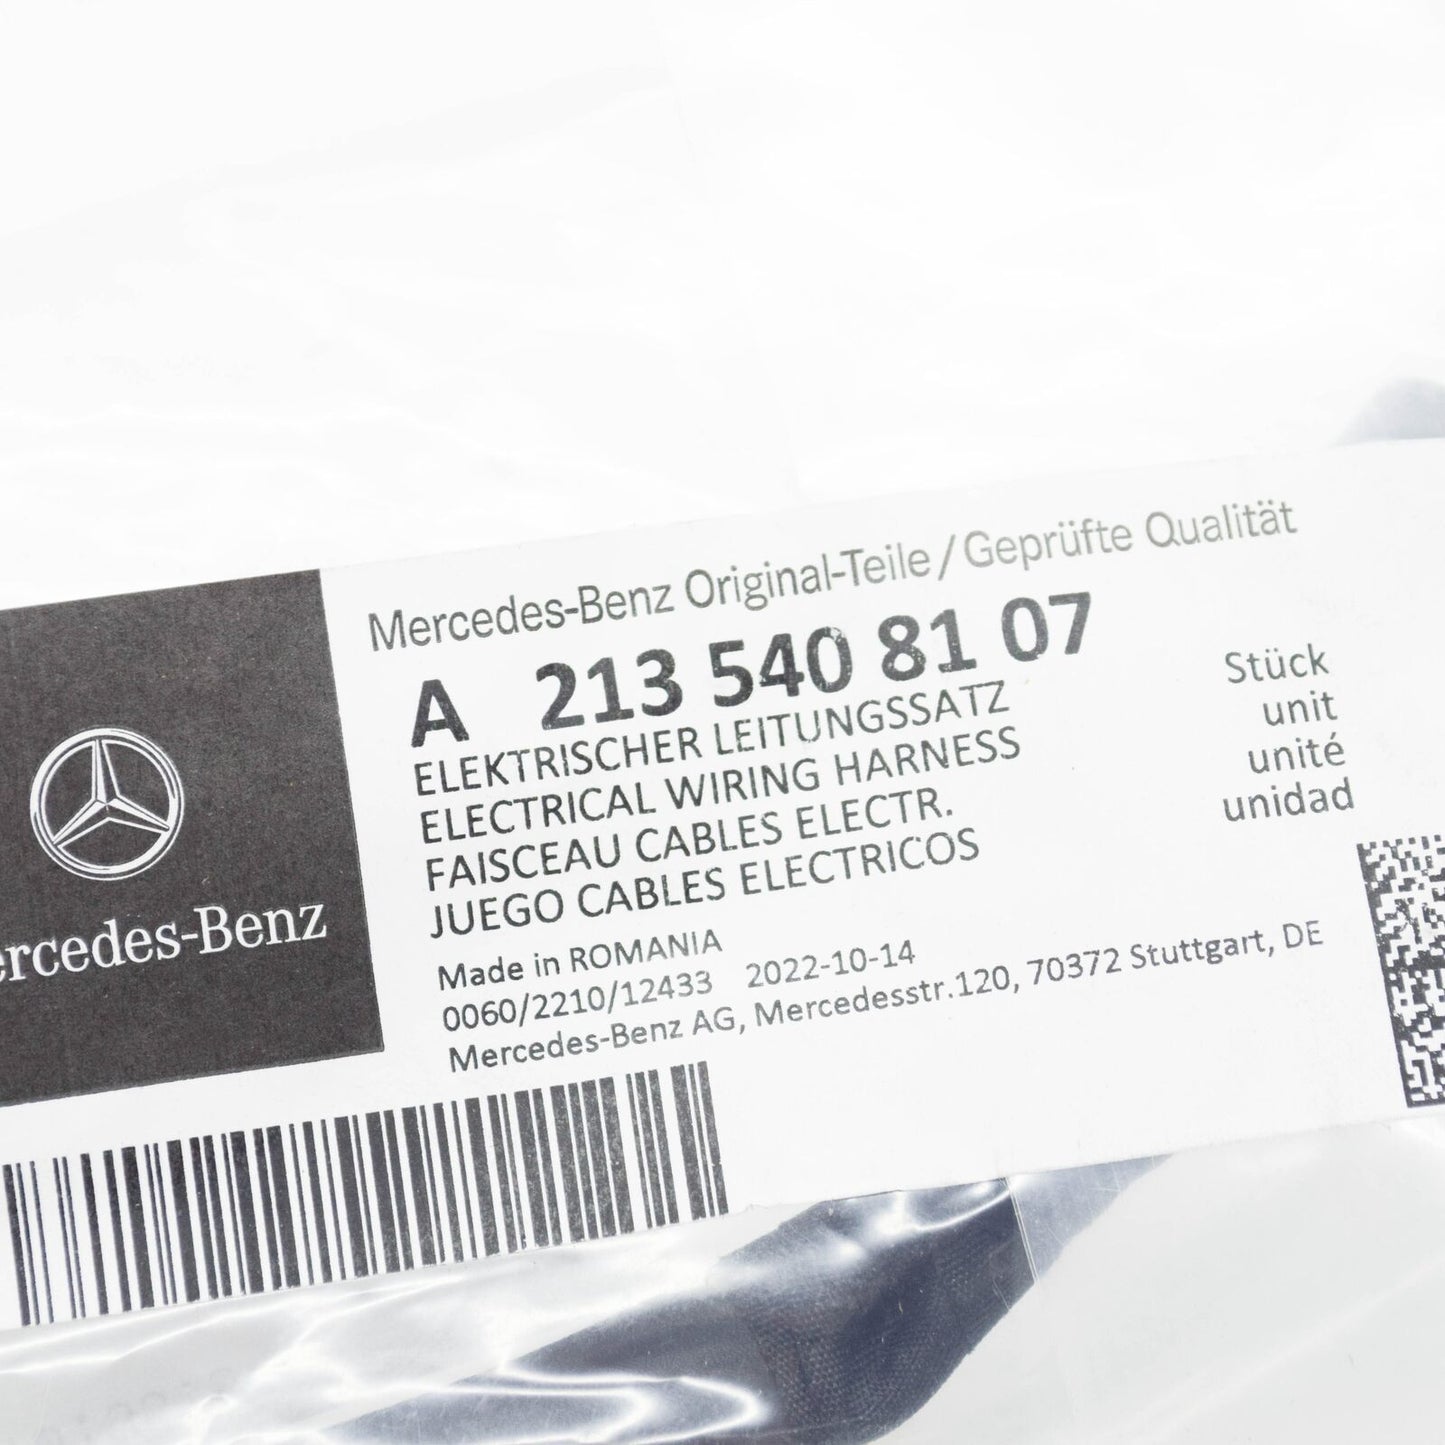 Mercedes-Benz Original-Teile / Geprüfte Qualität
A 213 540 81 07
ELEKTRISCHER LEITUNGSSATZ
ELECTRICAL WIRING HARNESS
FAISCEAU CABLES ELECTR.
JUEGO CABLES ELECTRICOS
Stück
unit
unité
unidad
Made in ROMANIA
0060/2210/12433 2022-10-14
Mercedes-Benz AG, Mercedesstr.120, 70372 Stuttgart, DE
ercedes-Benz